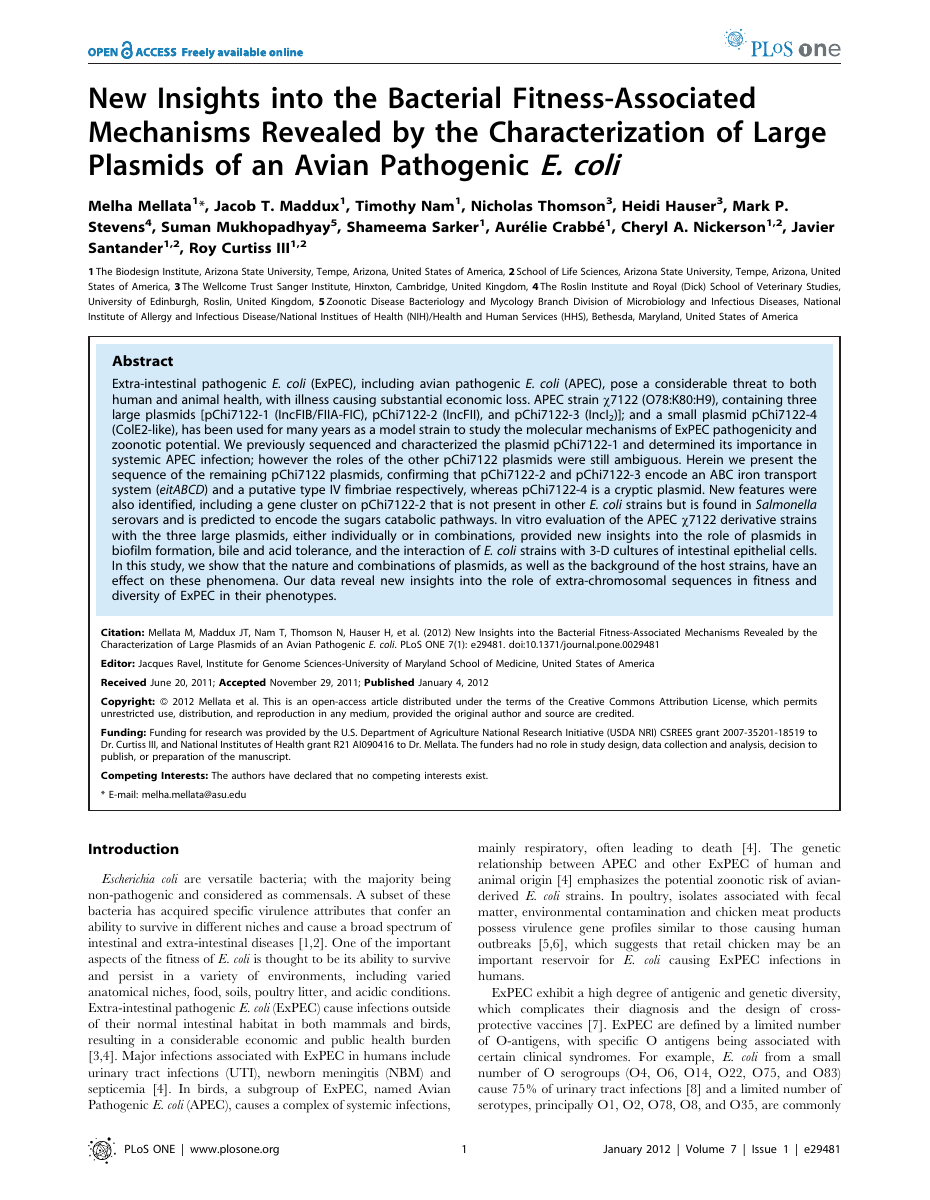 OPEN ACCESS Freely available online
PLoS one
New Insights into the Bacterial Fitness-Associated
Mechanisms Revealed by the Characterization of Large
Plasmids of an Avian Pathogenic E. coli
Melha Mellata1*, Jacob T. Maddux1, Timothy Nam1, Nicholas Thomson3, Heidi Hauser3, Mark P.
Stevens4, Suman Mukhopadhyay5, Shameema Sarker1, Aurélie Crabbé1, Cheryl A. Nickerson1,2, Javier
Santander1,2, Roy Curtiss III1,2
1 The Biodesign Institute, Arizona State University, Tempe, Arizona, United States of America, 2 School of Life Sciences, Arizona State University, Tempe, Arizona, United
States of America, 3 The Wellcome Trust Sanger Institute, Hinxton, Cambridge, United Kingdom, 4 The Roslin Institute and Royal (Dick) School of Veterinary Studies,
University of Edinburgh, Roslin, United Kingdom, 5 Zoonotic Disease Bacteriology and Mycology Branch Division of Microbiology and Infectious Diseases, National
Institute of Allergy and Infectious Disease/National Institues of Health (NIH)/Health and Human Services (HHS), Bethesda, Maryland, United States of America
Abstract
Extra-intestinal pathogenic E. coli (ExPEC), including avian pathogenic E. coli (APEC), pose a considerable threat to both
human and animal health, with illness causing substantial economic loss. APEC strain χ7122 (O78∶K80∶H9), containing three
large plasmids [pChi7122-1 (IncFIB/FIIA-FIC), pChi7122-2 (IncFII), and pChi7122-3 (IncI2)]; and a small plasmid pChi7122-4
(ColE2-like), has been used for many years as a model strain to study the molecular mechanisms of ExPEC pathogenicity and
zoonotic potential. We previously sequenced and characterized the plasmid pChi7122-1 and determined its importance in
systemic APEC infection; however the roles of the other pChi7122 plasmids were still ambiguous. Herein we present the
sequence of the remaining pChi7122 plasmids, confirming that pChi7122-2 and pChi7122-3 encode an ABC iron transport
system (eitABCD) and a putative type IV fimbriae respectively, whereas pChi7122-4 is a cryptic plasmid. New features were
also identified, including a gene cluster on pChi7122-2 that is not present in other E. coli strains but is found in Salmonella
serovars and is predicted to encode the sugars catabolic pathways. In vitro evaluation of the APEC χ7122 derivative strains
with the three large plasmids, either individually or in combinations, provided new insights into the role of plasmids in
biofilm formation, bile and acid tolerance, and the interaction of E. coli strains with 3-D cultures of intestinal epithelial cells.
In this study, we show that the nature and combinations of plasmids, as well as the background of the host strains, have an
effect on these phenomena. Our data reveal new insights into the role of extra-chromosomal sequences in fitness and
diversity of ExPEC in their phenotypes.
Citation: Mellata M, Maddux JT, Nam T, Thomson N, Hauser H, et al. (2012) New Insights into the Bacterial Fitness-Associated Mechanisms Revealed by the
Characterization of Large Plasmids of an Avian Pathogenic E. coli. PLoS ONE 7(1): e29481. doi:10.1371/journal.pone.0029481
Editor: Jacques Ravel, Institute for Genome Sciences-University of Maryland School of Medicine, United States of America
Received June 20, 2011; Accepted November 29, 2011; Published January 4, 2012
Copyright: © 2012 Mellata et al. This is an open-access article distributed under the terms of the Creative Commons Attribution License, which permits
unrestricted use, distribution, and reproduction in any medium, provided the original author and source are credited.
Funding: Funding for research was provided by the U.S. Department of Agriculture National Research Initiative (USDA NRI) CSREES grant 2007-35201-18519 to
Dr. Curtiss III, and National Institutes of Health grant R21 AI090416 to Dr. Mellata. The funders had no role in study design, data collection and analysis, decision to
publish, or preparation of the manuscript.
Competing Interests: The authors have declared that no competing interests exist.
* E-mail: melha.mellata@asu.edu
Introduction
Escherichia coli are versatile bacteria; with the majority being
non-pathogenic and considered as commensals. A subset of these
bacteria has acquired specific virulence attributes that confer an
ability to survive in different niches and cause a broad spectrum of
intestinal and extra-intestinal diseases [1,2]. One of the important
aspects of the fitness of E. coli is thought to be its ability to survive
and persist in a variety of environments, including varied
anatomical niches, food, soils, poultry litter, and acidic conditions.
Extra-intestinal pathogenic E. coli (ExPEC) cause infections outside
of their normal intestinal habitat in both mammals and birds,
resulting in a considerable economic and public health burden
[3,4]. Major infections associated with ExPEC in humans include
urinary tract infections (UTI), newborn meningitis (NBM) and
septicemia [4]. In birds, a subgroup of ExPEC, named Avian
Pathogenic E. coli (APEC), causes a complex of systemic infections,
mainly respiratory, often leading to death [4]. The genetic
relationship between APEC and other ExPEC of human and
animal origin [4] emphasizes the potential zoonotic risk of avian-
derived E. coli strains. In poultry, isolates associated with fecal
matter, environmental contamination and chicken meat products
possess virulence gene profiles similar to those causing human
outbreaks [5,6], which suggests that retail chicken may be an
important reservoir for E. coli causing ExPEC infections in
humans.
ExPEC exhibit a high degree of antigenic and genetic diversity,
which complicates their diagnosis and the design of cross-
protective vaccines [7]. ExPEC are defined by a limited number
of O-antigens, with specific O antigens being associated with
certain clinical syndromes. For example, E. coli from a small
number of O serogroups (O4, O6, O14, O22, O75, and O83)
cause 75% of urinary tract infections [8] and a limited number of
serotypes, principally O1, O2, O78, O8, and O35, are commonly
PLoS ONE | www.plosone.org
1
January 2012 | Volume 7 | Issue 1 | e29481